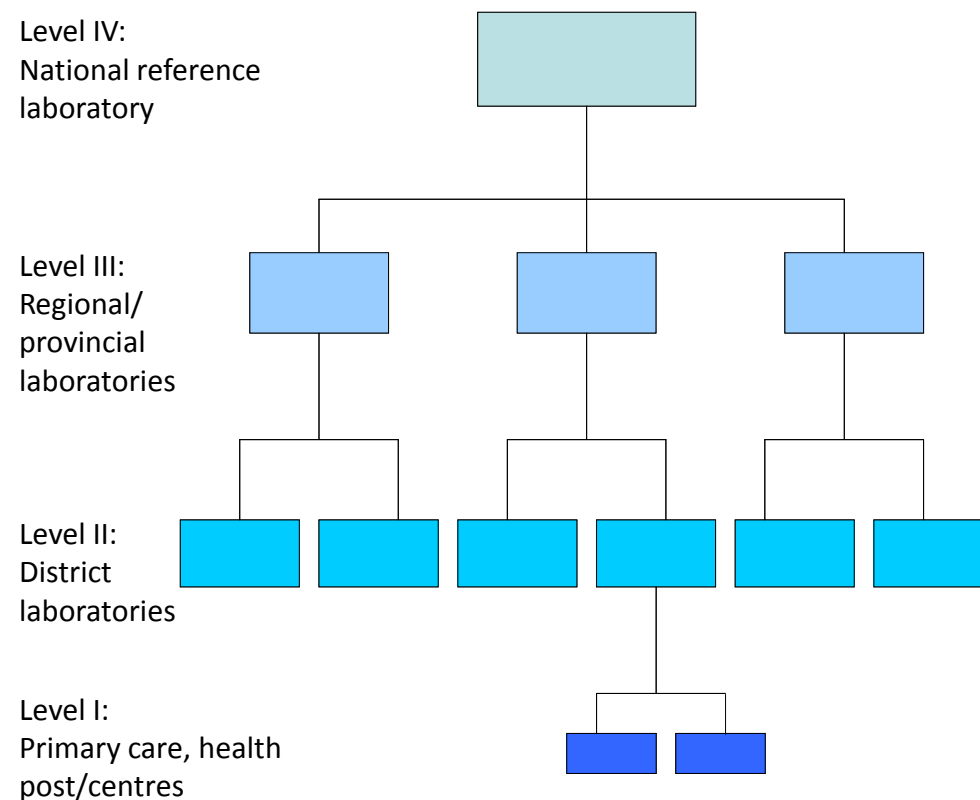 Level IV:
National reference
laboratory
Level III:
Regional/
provincial
laboratories
Level II:
District
laboratories
Level I:
Primary care, health
post/centres